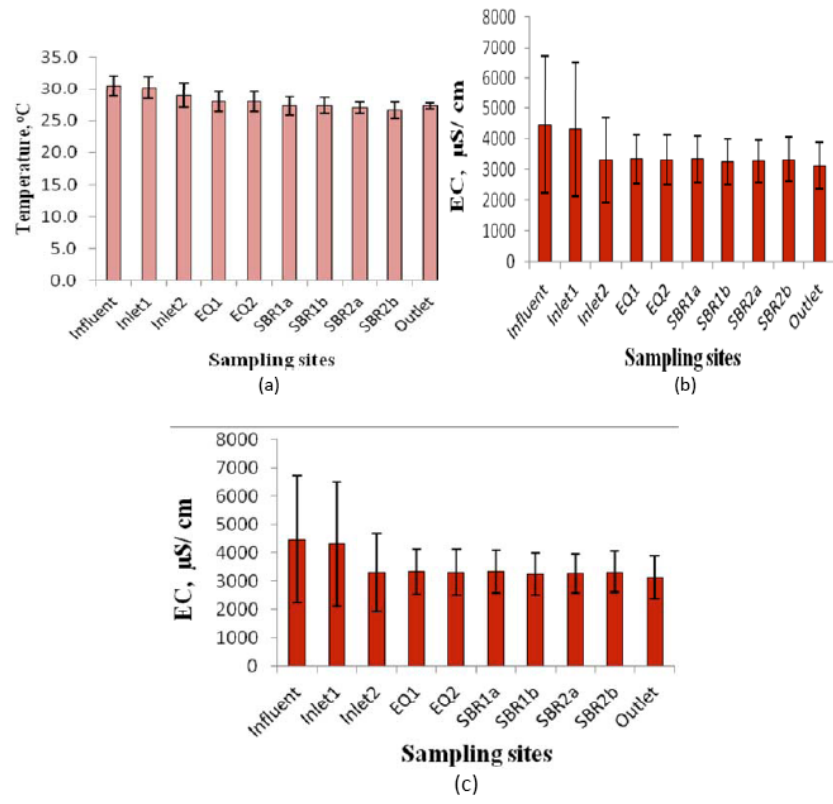 35.0
30.0
25.0
20.0
15.0
10.0
5.0
0.0
Temperature, °C
Influent
Inlet1
Inlet2
EQ1
EQ2
SBR1a
SBR1b
SBR2a
SBR2b
Outlet
Sampling sites
(a)
8000
7000
6000
5000
4000
3000
2000
1000
0
EC, µS/ cm
Influent
Inlet1
Inlet2
EQ1
EQ2
SBR1a
SBR1b
SBR2a
SBR2b
Outlet
Sampling sites
(b)
8000
7000
6000
5000
4000
3000
2000
1000
0
EC, µS/ cm
Influent
Inlet1
Inlet2
EQ1
EQ2
SBR1a
SBR1b
SBR2a
SBR2b
Outlet
Sampling sites
(c)